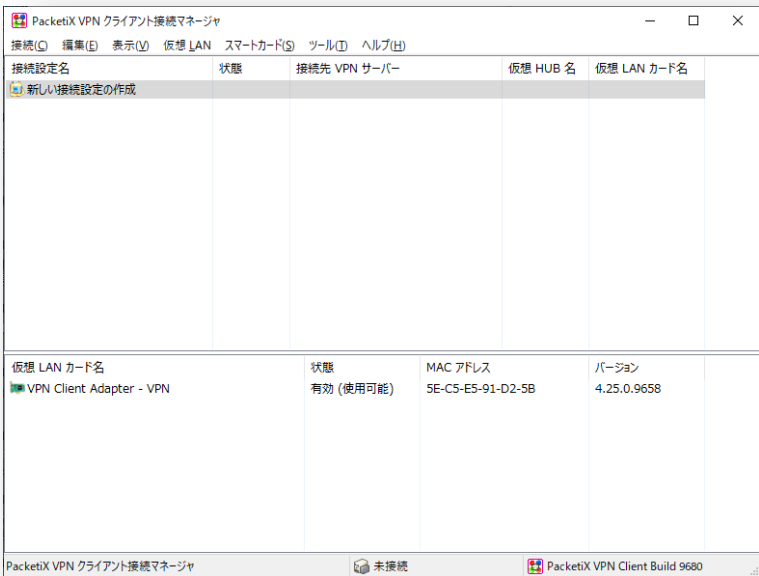 PacketiX VPN クライアント接続マネージャ
接続(C) 編集(E) 表示(V) 仮想 LAN スマートカード(S) ツール(T) ヘルプ(H)
接続設定名 状態 接続先 VPN サーバー 仮想 HUB 名 仮想 LAN カード名
新しい接続設定の作成
仮想 LAN カード名 状態 MAC アドレス バージョン
VPN Client Adapter - VPN 有効 (使用可能) 5E-C5-E5-91-D2-5B 4.25.0.9658
PacketiX VPN クライアント接続マネージャ 未接続 PacketiX VPN Client Build 9680